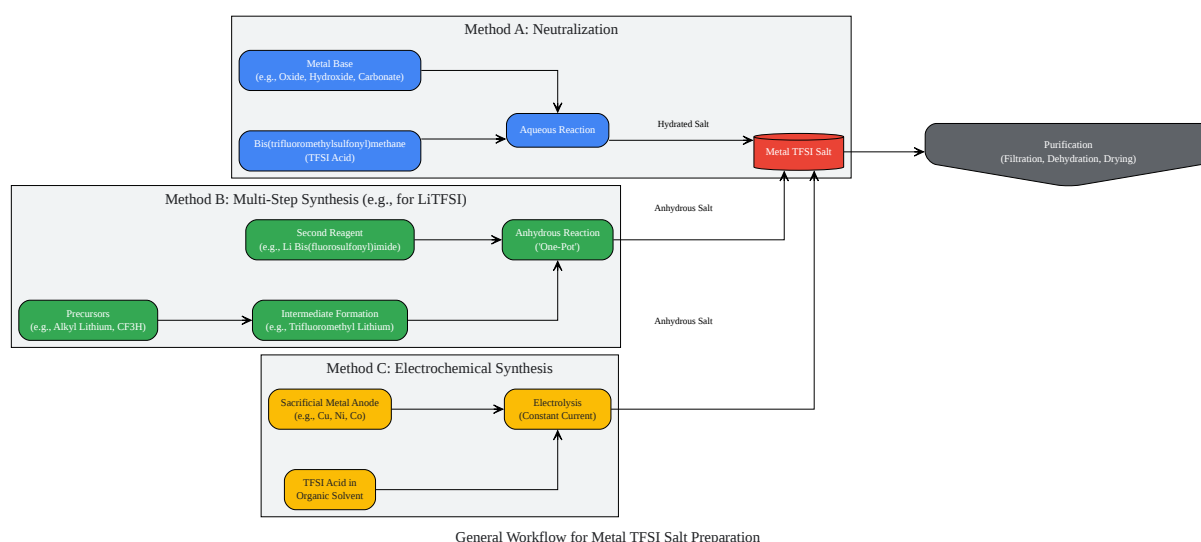 Method A: Neutralization
Metal Base
(e.g., Oxide, Hydroxide, Carbonate)
Bis(trifluoromethylsulfonyl)methane
(TFSI Acid)
Aqueous Reaction
Hydrated Salt
Metal TFSI Salt
Purification
(Filtration, Dehydration, Drying)
Method B: Multi-Step Synthesis (e.g., for LiTFSI)
Second Reagent
(e.g., Li Bis(fluorosulfonyl)imide)
Anhydrous Reaction
('One-Pot')
Anhydrous Salt
Precursors
(e.g., Alkyl Lithium, CF3H)
Intermediate Formation
(e.g., Trifluoromethyl Lithium)
Anhydrous Salt
Method C: Electrochemical Synthesis
Sacrificial Metal Anode
(e.g., Cu, Ni, Co)
Electrolysis
(Constant Current)
TFSI Acid in
Organic Solvent
General Workflow for Metal TFSI Salt Preparation